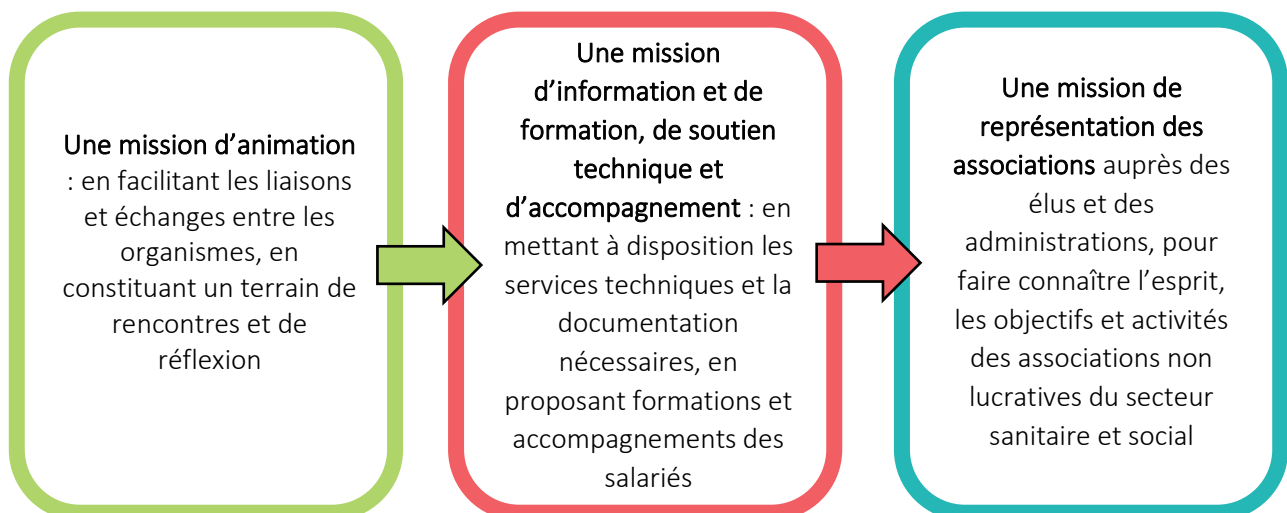 Une mission d’animation
: en facilitant les liaisons
et échanges entre les
organismes, en
constituant un terrain de
rencontres et de
réflexion
Une mission
d’information et de
formation, de soutien
technique et
d’accompagnement : en
mettant à disposition les
services techniques et la
documentation
nécessaires, en
proposant formations et
accompagnements des
salariés
Une mission de
représentation des
associations auprès des
élus et des
administrations, pour
faire connaître l’esprit,
les objectifs et activités
des associations non
lucratives du secteur
sanitaire et social